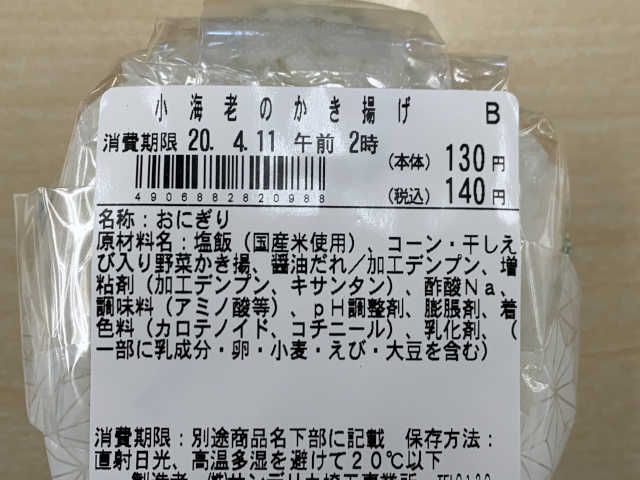 小海老のかき揚げ B
消費期限 20. 4.11 午前 2時
(本体) 130円
4906882820988
(税込) 140円
名称：おにぎり
原材料名：塩飯（国産米使用）、コーン・干しえ
び入り野菜かき揚、醤油だれ／加工デンプン、増
粘剤（加工デンプン、キサンタン）、酢酸Ｎａ、
調味料（アミノ酸等）、ｐＨ調整剤、膨脹剤、着
色料（カロテノイド、コチニール）、乳化剤、（
一部に乳成分・卵・小麦・えび・大豆を含む）
消費期限：別途商品名下部に記載 保存方法：
直射日光、高温多湿を避けて２０℃以下